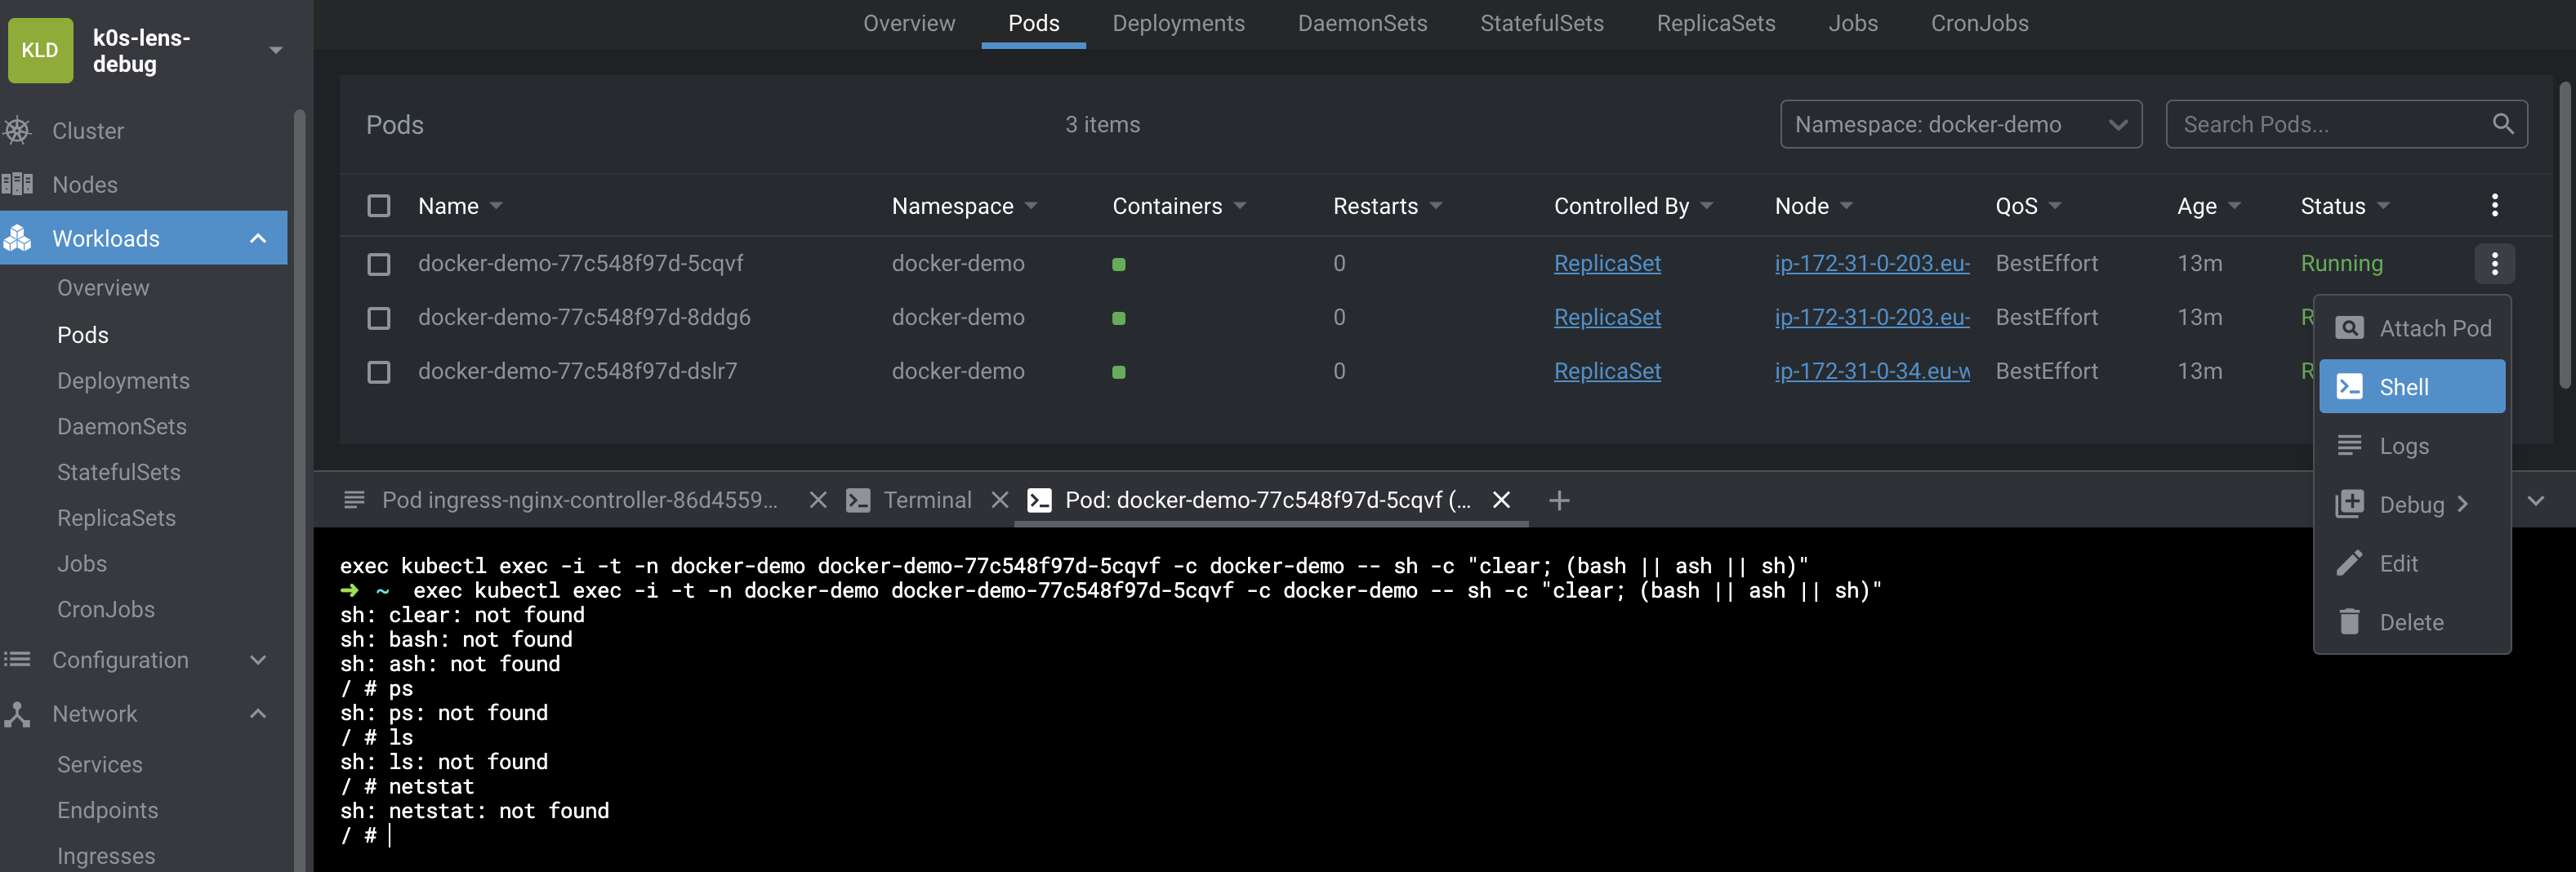 KLD
k0s-lens-
debug
Cluster
Nodes
Workloads
Overview
Pods
Deployments
DaemonSets
StatefulSets
ReplicaSets
Jobs
CronJobs
Configuration
Network
Services
Endpoints
Ingresses
Overview Pods Deployments DaemonSets StatefulSets ReplicaSets Jobs CronJobs
Pods 3 items Namespace: docker-demo Search Pods...
Name Namespace Containers Restarts Controlled By Node QoS Age Status
docker-demo-77c548f97d-5cqvf docker-demo 0 ReplicaSet ip-172-31-0-203.eu- BestEffort 13m Running
docker-demo-77c548f97d-8ddg6 docker-demo 0 ReplicaSet ip-172-31-0-203.eu- BestEffort 13m R
docker-demo-77c548f97d-dslr7 docker-demo 0 ReplicaSet ip-172-31-0-34.eu-w BestEffort 13m R
Attach Pod
Shell
Logs
Debug
Edit
Delete
Pod ingress-nginx-controller-86d4559... Terminal Pod: docker-demo-77c548f97d-5cqvf (...
exec kubectl exec -i -t -n docker-demo docker-demo-77c548f97d-5cqvf -c docker-demo -- sh -c "clear; (bash || ash || sh)"
➜ ~ exec kubectl exec -i -t -n docker-demo docker-demo-77c548f97d-5cqvf -c docker-demo -- sh -c "clear; (bash || ash || sh)"
sh: clear: not found
sh: bash: not found
sh: ash: not found
/ # ps
sh: ps: not found
/ # ls
sh: ls: not found
/ # netstat
sh: netstat: not found
/ #